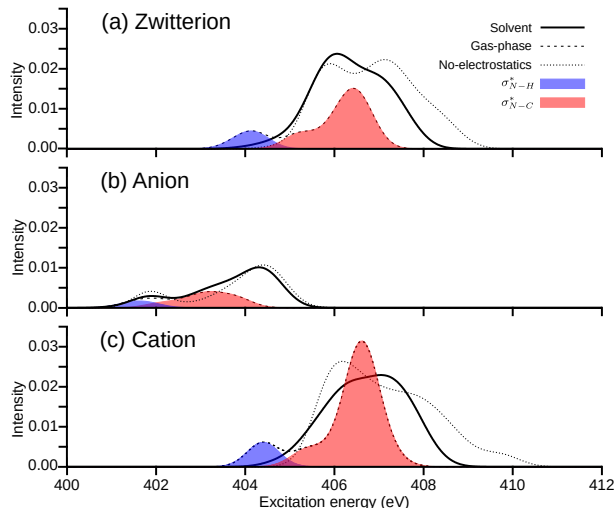 (a) Zwitterion
Solvent
Gas-phase
No-electrostatics
σ*N−H
σ*N−C
Intensity
0.03
0.02
0.01
0.00
(b) Anion
Intensity
0.03
0.02
0.01
0.00
(c) Cation
Intensity
0.03
0.02
0.01
0.00
400 402 404 406 408 410 412
Excitation energy (eV)